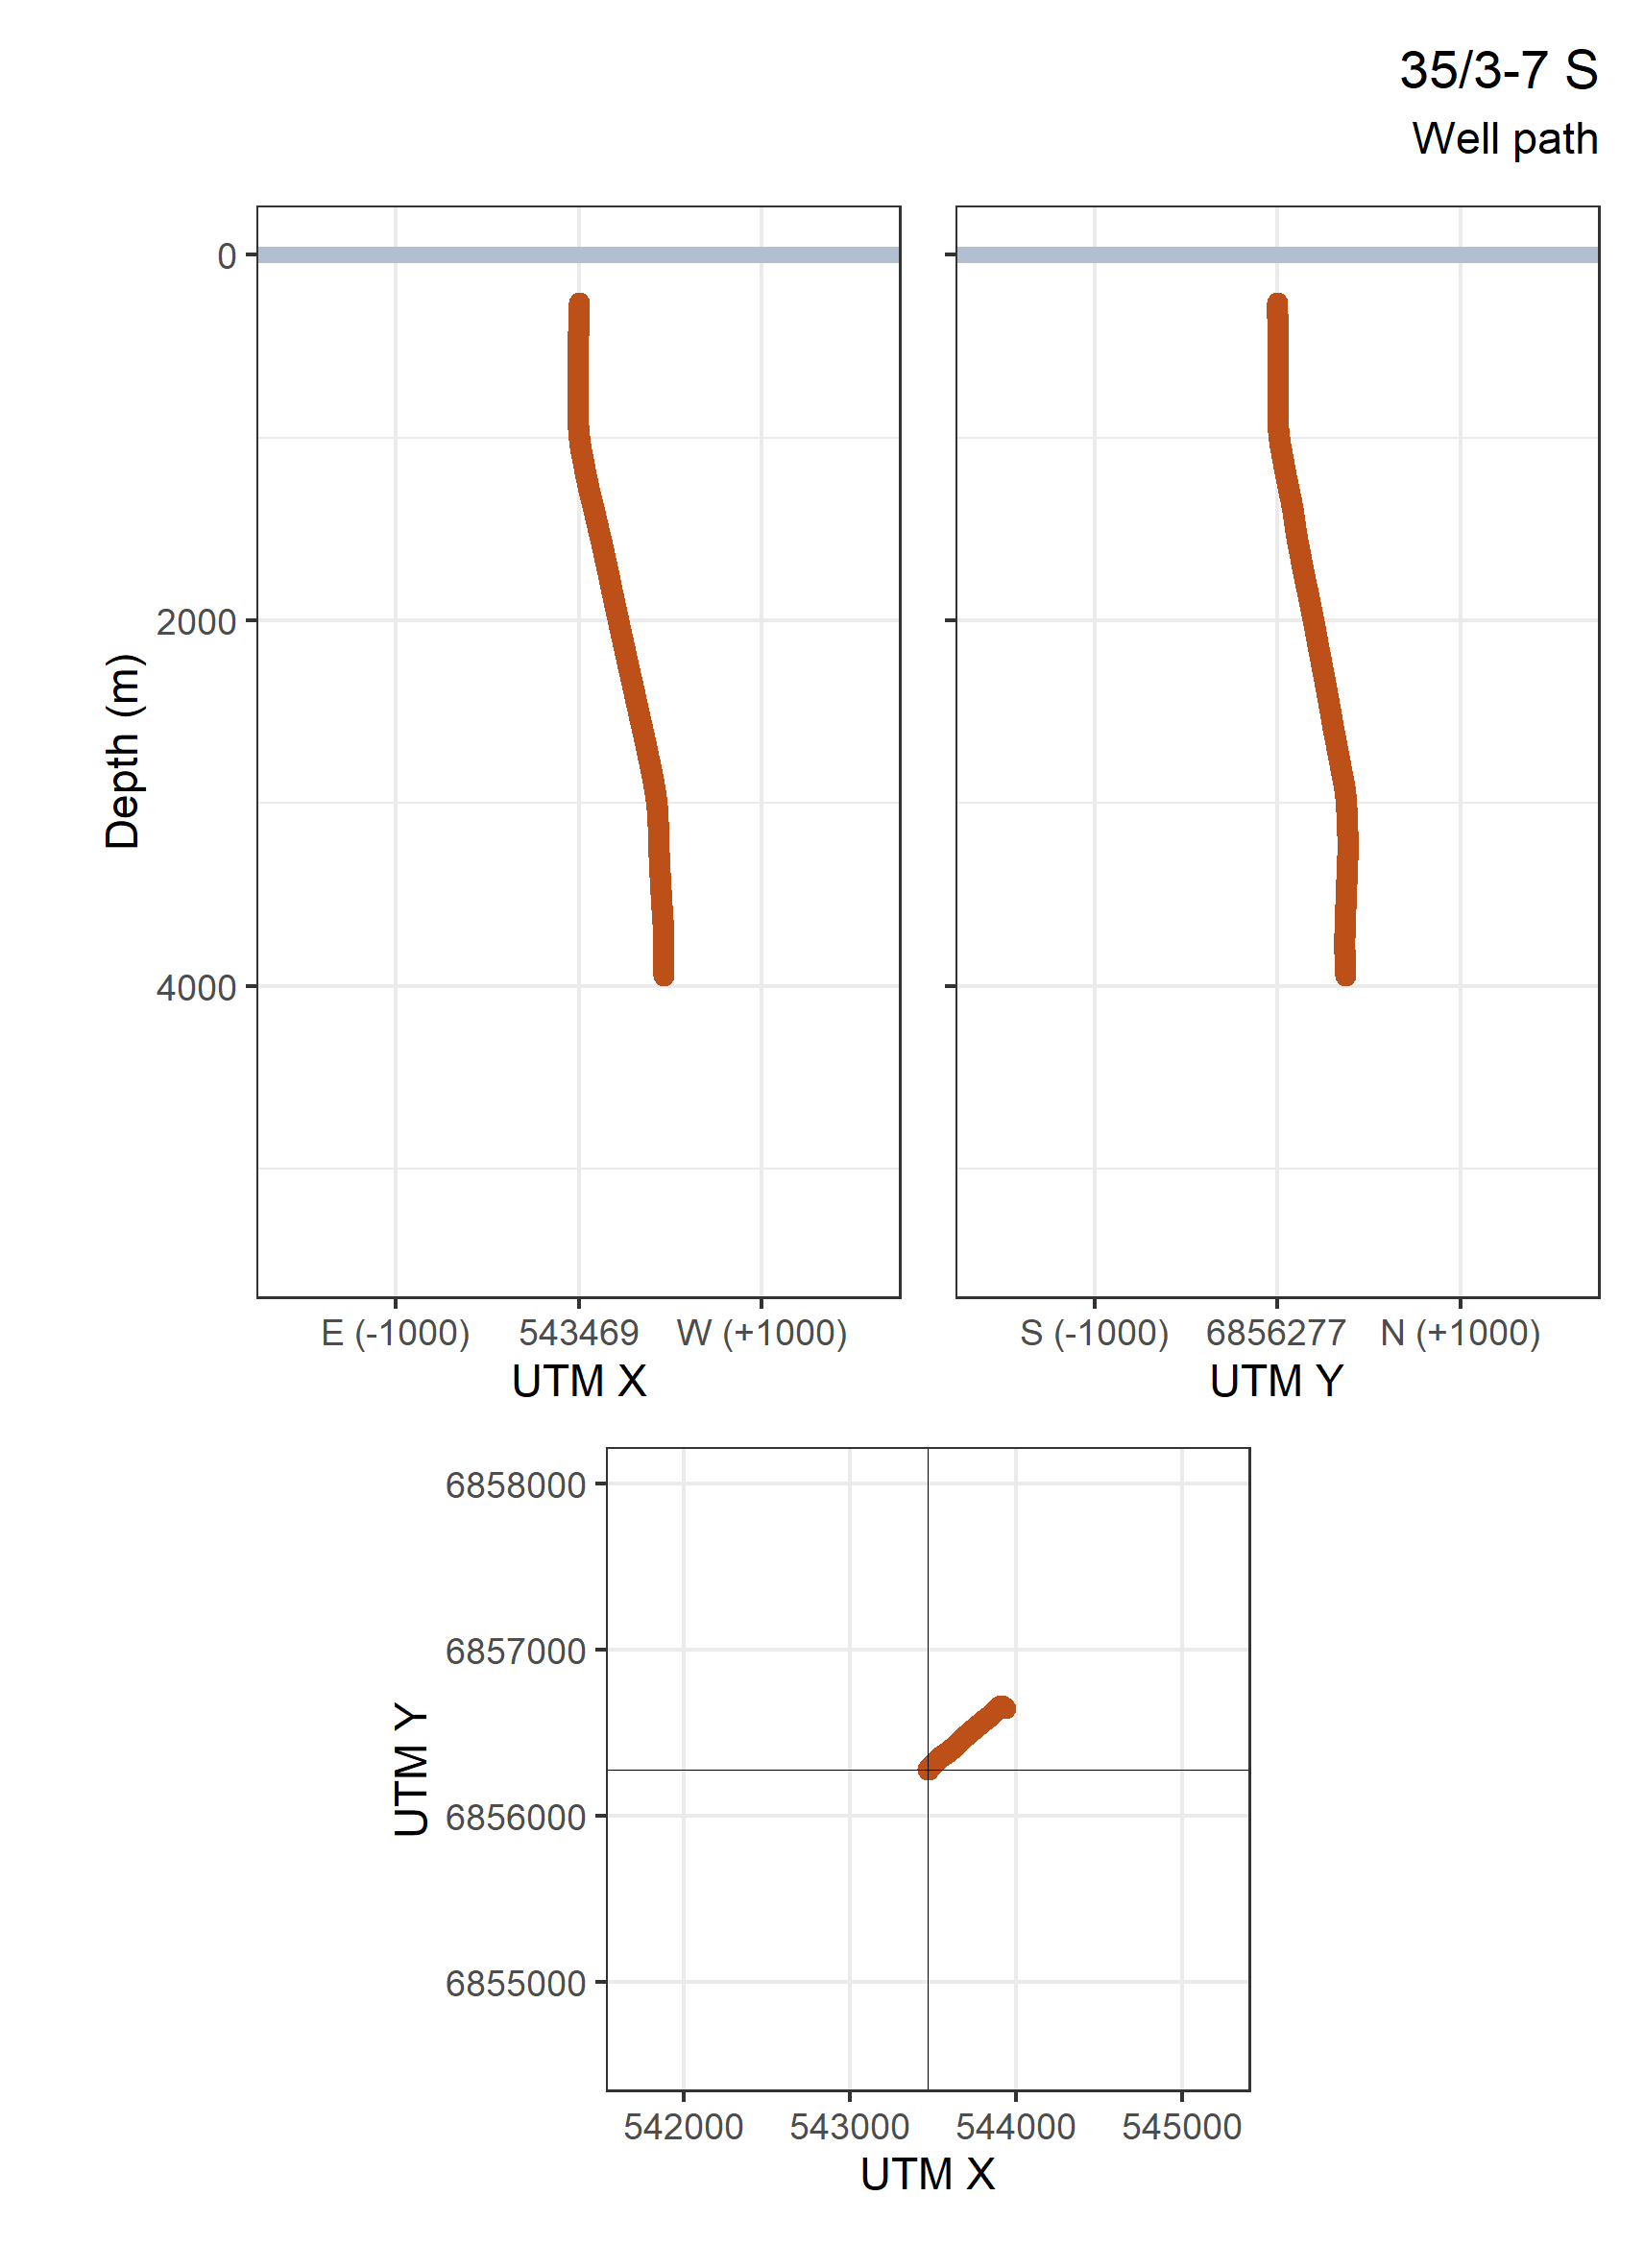 35/3-7 S
Well path
0
2000
4000
Depth (m)
E (-1000) 543469 W (+1000)
UTM X
S (-1000) 6856277 N (+1000)
UTM Y
6858000
6857000
6856000
6855000
UTM Y
542000 543000 544000 545000
UTM X